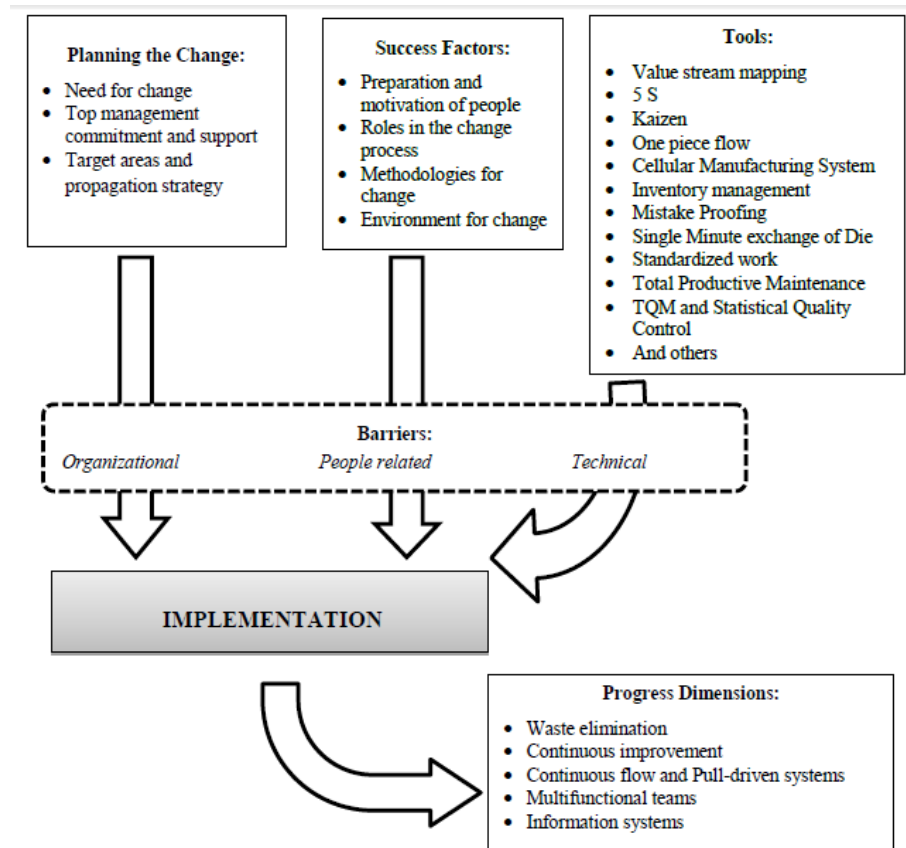 Planning the Change:
• Need for change
• Top management
commitment and support
• Target areas and
propagation strategy
Success Factors:
• Preparation and
motivation of people
• Roles in the change
process
• Methodologies for
change
• Environment for change
Tools:
• Value stream mapping
• 5 S
• Kaizen
• One piece flow
• Cellular Manufacturing System
• Inventory management
• Mistake Proofing
• Single Minute exchange of Die
• Standardized work
• Total Productive Maintenance
• TQM and Statistical Quality
Control
• And others
Barriers:
Organizational People related Technical
IMPLEMENTATION
Progress Dimensions:
• Waste elimination
• Continuous improvement
• Continuous flow and Pull-driven systems
• Multifunctional teams
• Information systems